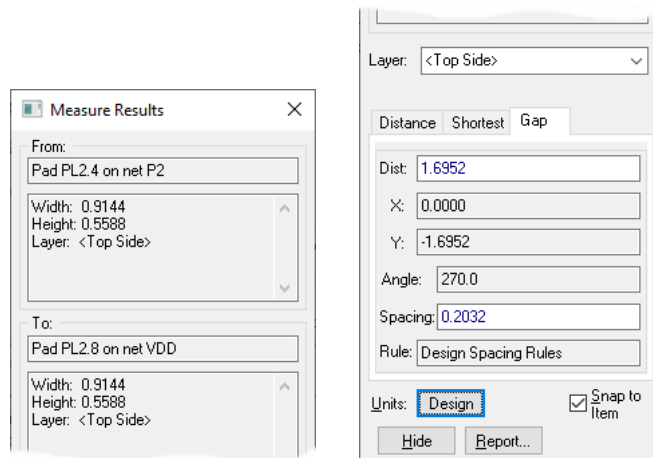 Measure Results
From:
Pad PL2.4 on net P2
Width: 0.9144
Height: 0.5588
Layer: <Top Side>
To:
Pad PL2.8 on net VDD
Width: 0.9144
Height: 0.5588
Layer: <Top Side>
Layer: <Top Side>
Distance Shortest Gap
Dist: 1.6952
X: 0.0000
Y: -1.6952
Angle: 270.0
Spacing: 0.2032
Rule: Design Spacing Rules
Units: Design
Snap to
Item
Hide Report...